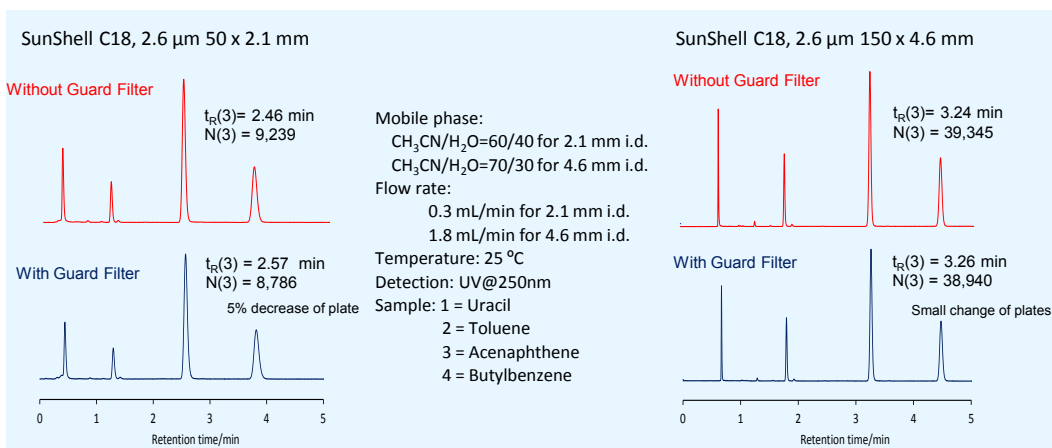 SunShell C18, 2.6 µm 50 x 2.1 mm
Without Guard Filter
tR(3)= 2.46 min
N(3) = 9,239
With Guard Filter
tR(3) = 2.57 min
N(3) = 8,786
5% decrease of plate
0 1 2 3 4 5
Retention time/min
Mobile phase:
CH3CN/H2O=60/40 for 2.1 mm i.d.
CH3CN/H2O=70/30 for 4.6 mm i.d.
Flow rate:
0.3 mL/min for 2.1 mm i.d.
1.8 mL/min for 4.6 mm i.d.
Temperature: 25 ºC
Detection: UV@250nm
Sample: 1 = Uracil
2 = Toluene
3 = Acenaphthene
4 = Butylbenzene
SunShell C18, 2.6 µm 150 x 4.6 mm
Without Guard Filter
tR(3)= 3.24 min
N(3) = 39,345
With Guard Filter
tR(3) = 3.26 min
N(3) = 38,940
Small change of plates
0 1 2 3 4 5
Retention time/min